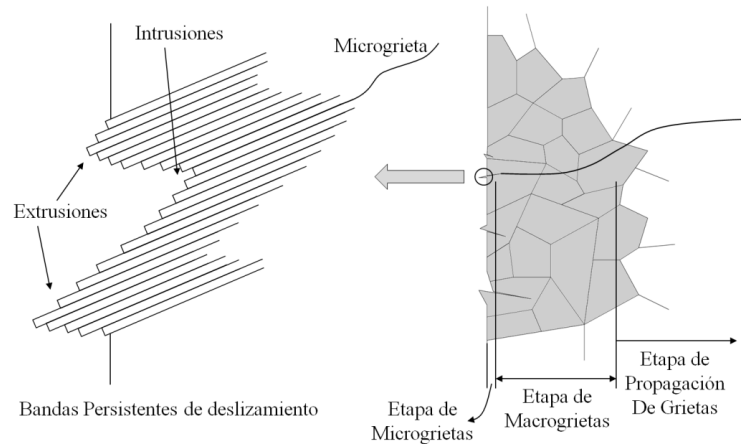 Intrusiones
Microgrieta
Extrusiones
Bandas Persistentes de deslizamiento
Etapa de
Microgrietas
Etapa de
Macrogrietas
Etapa de
Propagación
De Grietas